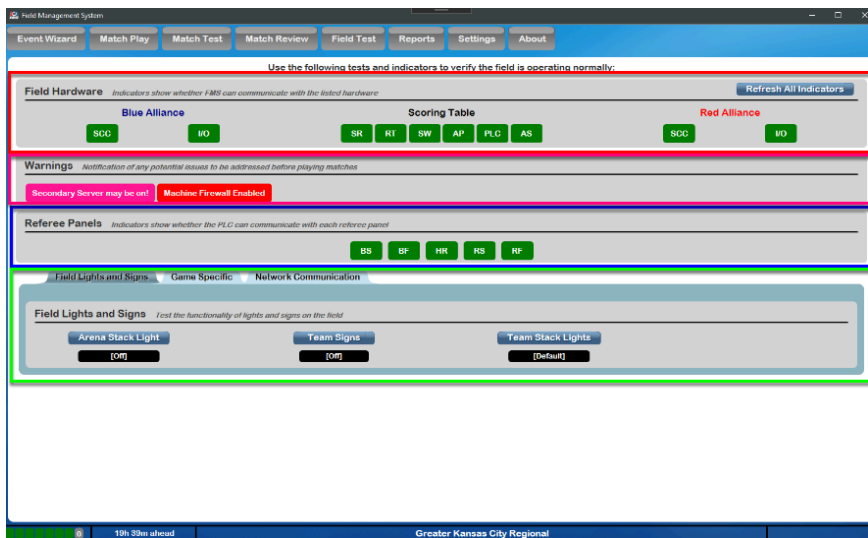 Field Management System
Event Wizard Match Play Match Test Match Review Field Test Reports Settings About
Use the following tests and indicators to verify the field is operating normally:
Field Hardware Indicators show whether FMS can communicate with the listed hardware Refresh All Indicators
Blue Alliance Scoring Table Red Alliance
SCC I/O SR RT SW AP PLC AS SCC I/O
Warnings Notification of any potential issues to be addressed before playing matches
Secondary Server may be on! Machine Firewall Enabled
Referee Panels Indicators show whether the PLC can communicate with each referee panel
BS BF HR RS RF
Field Lights and Signs Game Specific Network Communication
Field Lights and Signs Test the functionality of lights and signs on the field
Arena Stack Light Team Signs Team Stack Lights
[Off] [Off] [Default]
0 19h 39m ahead Greater Kansas City Regional